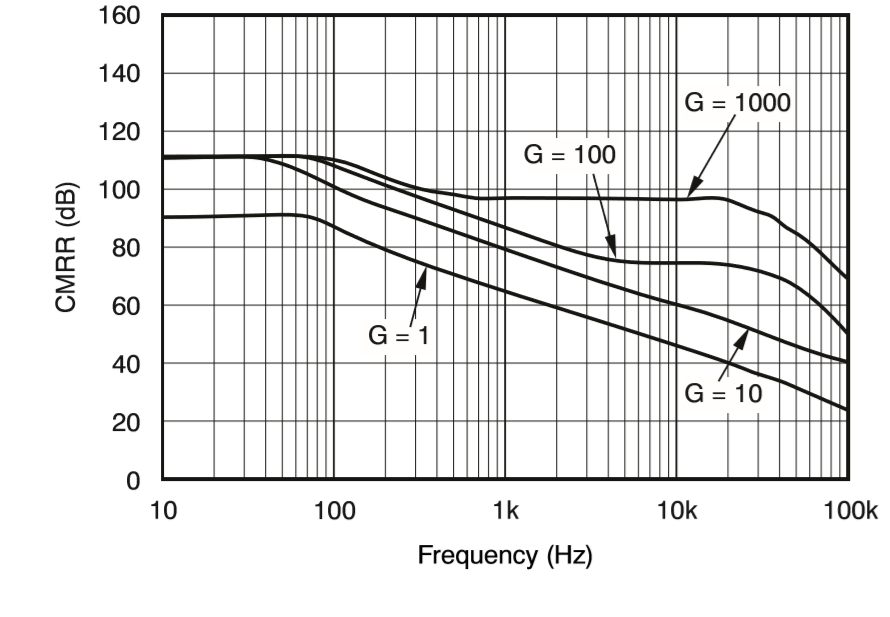 160
140
120
100
80
60
40
20
0
CMRR (dB)
G = 1000
G = 100
G = 1
G = 10
10 100 1k 10k 100k
Frequency (Hz)